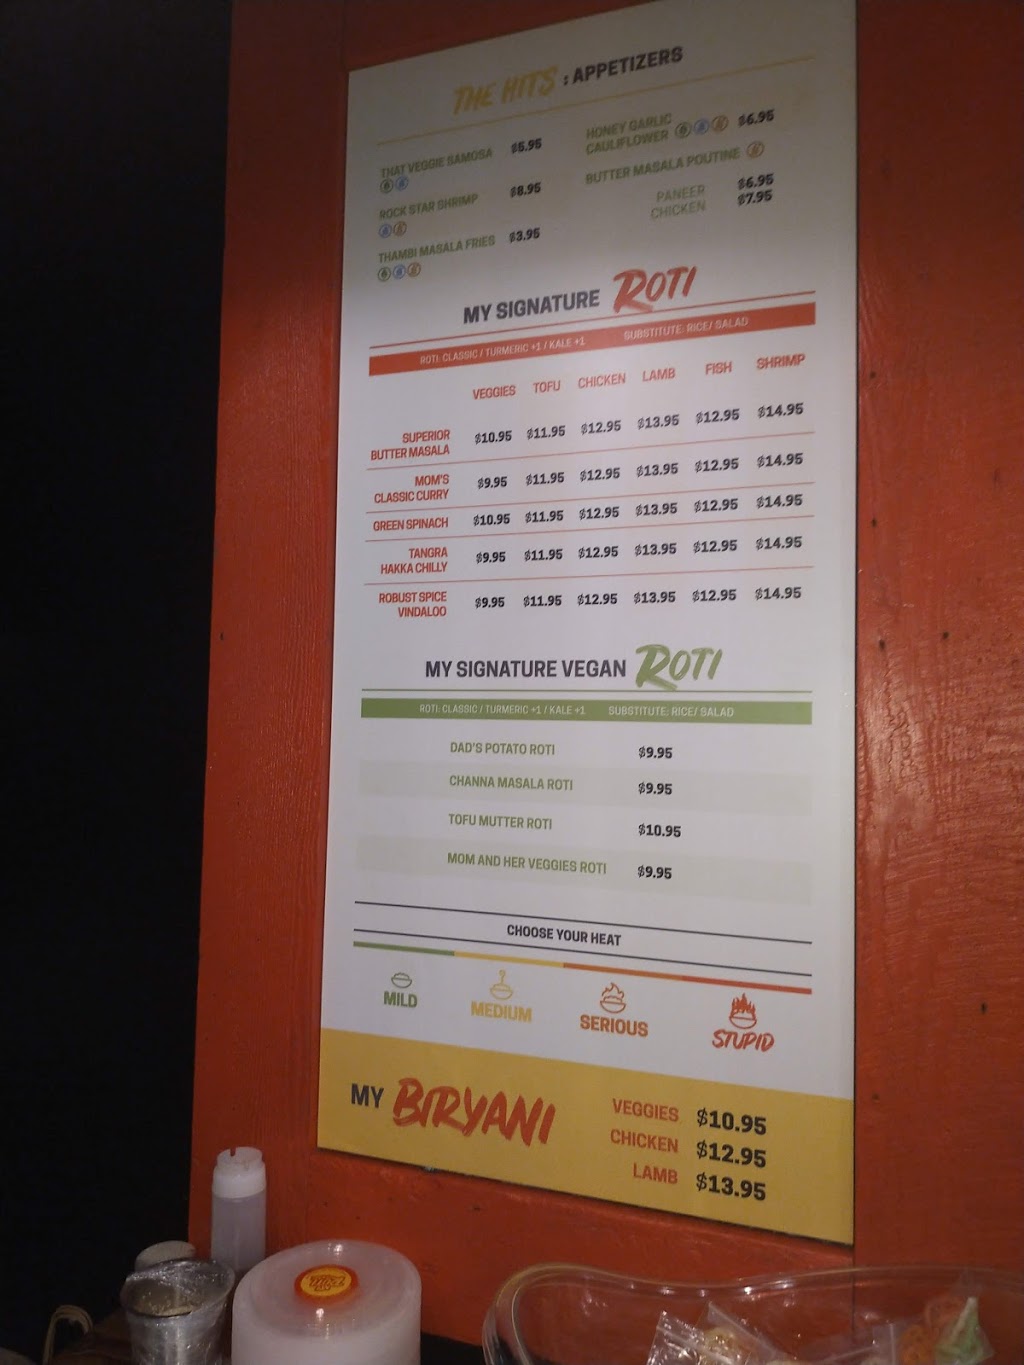 THE HITS : APPETIZERS
THAT VEGGIE SAMOSA $5.95
ROCK STAR SHRIMP $8.95
THAMBI MASALA FRIES $3.95
HONEY GARLIC
CAULIFLOWER $6.95
BUTTER MASALA POUTINE
PANEER $6.95
CHICKEN $7.95
MY SIGNATURE ROTI
ROTI: CLASSIC / TURMERIC +1 / KALE +1 SUBSTITUTE: RICE/ SALAD
VEGGIES TOFU CHICKEN LAMB FISH SHRIMP
SUPERIOR
BUTTER MASALA $10.95 $11.95 $12.95 $13.95 $12.95 $14.95
MOM'S
CLASSIC CURRY $9.95 $11.95 $12.95 $13.95 $12.95 $14.95
GREEN SPINACH $10.95 $11.95 $12.95 $13.95 $12.95 $14.95
TANGRA
HAKKA CHILLY $9.95 $11.95 $12.95 $13.95 $12.95 $14.95
ROBUST SPICE
VINDALOO $9.95 $11.95 $12.95 $13.95 $12.95 $14.95
MY SIGNATURE VEGAN ROTI
ROTI: CLASSIC / TURMERIC +1 / KALE +1 SUBSTITUTE: RICE/ SALAD
DAD'S POTATO ROTI $9.95
CHANNA MASALA ROTI $9.95
TOFU MUTTER ROTI $10.95
MOM AND HER VEGGIES ROTI $9.95
CHOOSE YOUR HEAT
MILD MEDIUM SERIOUS STUPID
MY BIRYANI
VEGGIES $10.95
CHICKEN $12.95
LAMB $13.95